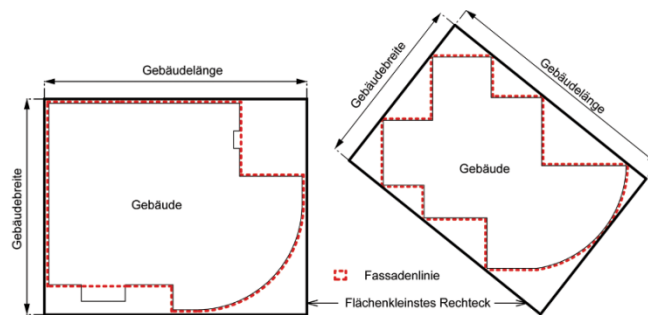 Gebäudelänge
Gebäudebreite
Gebäude
Gebäudebreite
Gebäudelänge
Gebäude
Fassadenlinie
Flächenkleinstes Rechteck